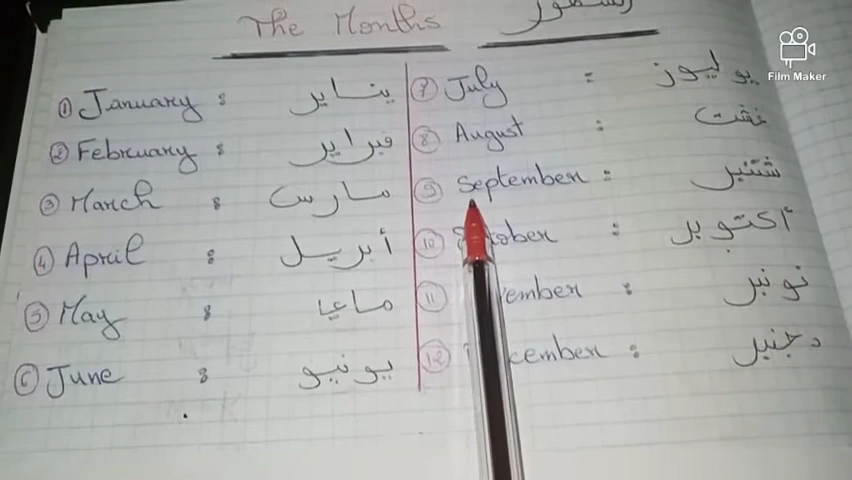 The Months
Film Maker
① January : يناير
② February : فبراير
③ March : مارس
④ April : أبريل
⑤ May :
⑥ June : يونيو
⑦ July : يوليوز
⑧ August : غشت
⑨ September : شتنبر
⑩ : أكتوبر
⑪ : نونبر
⑫ : دجنبر